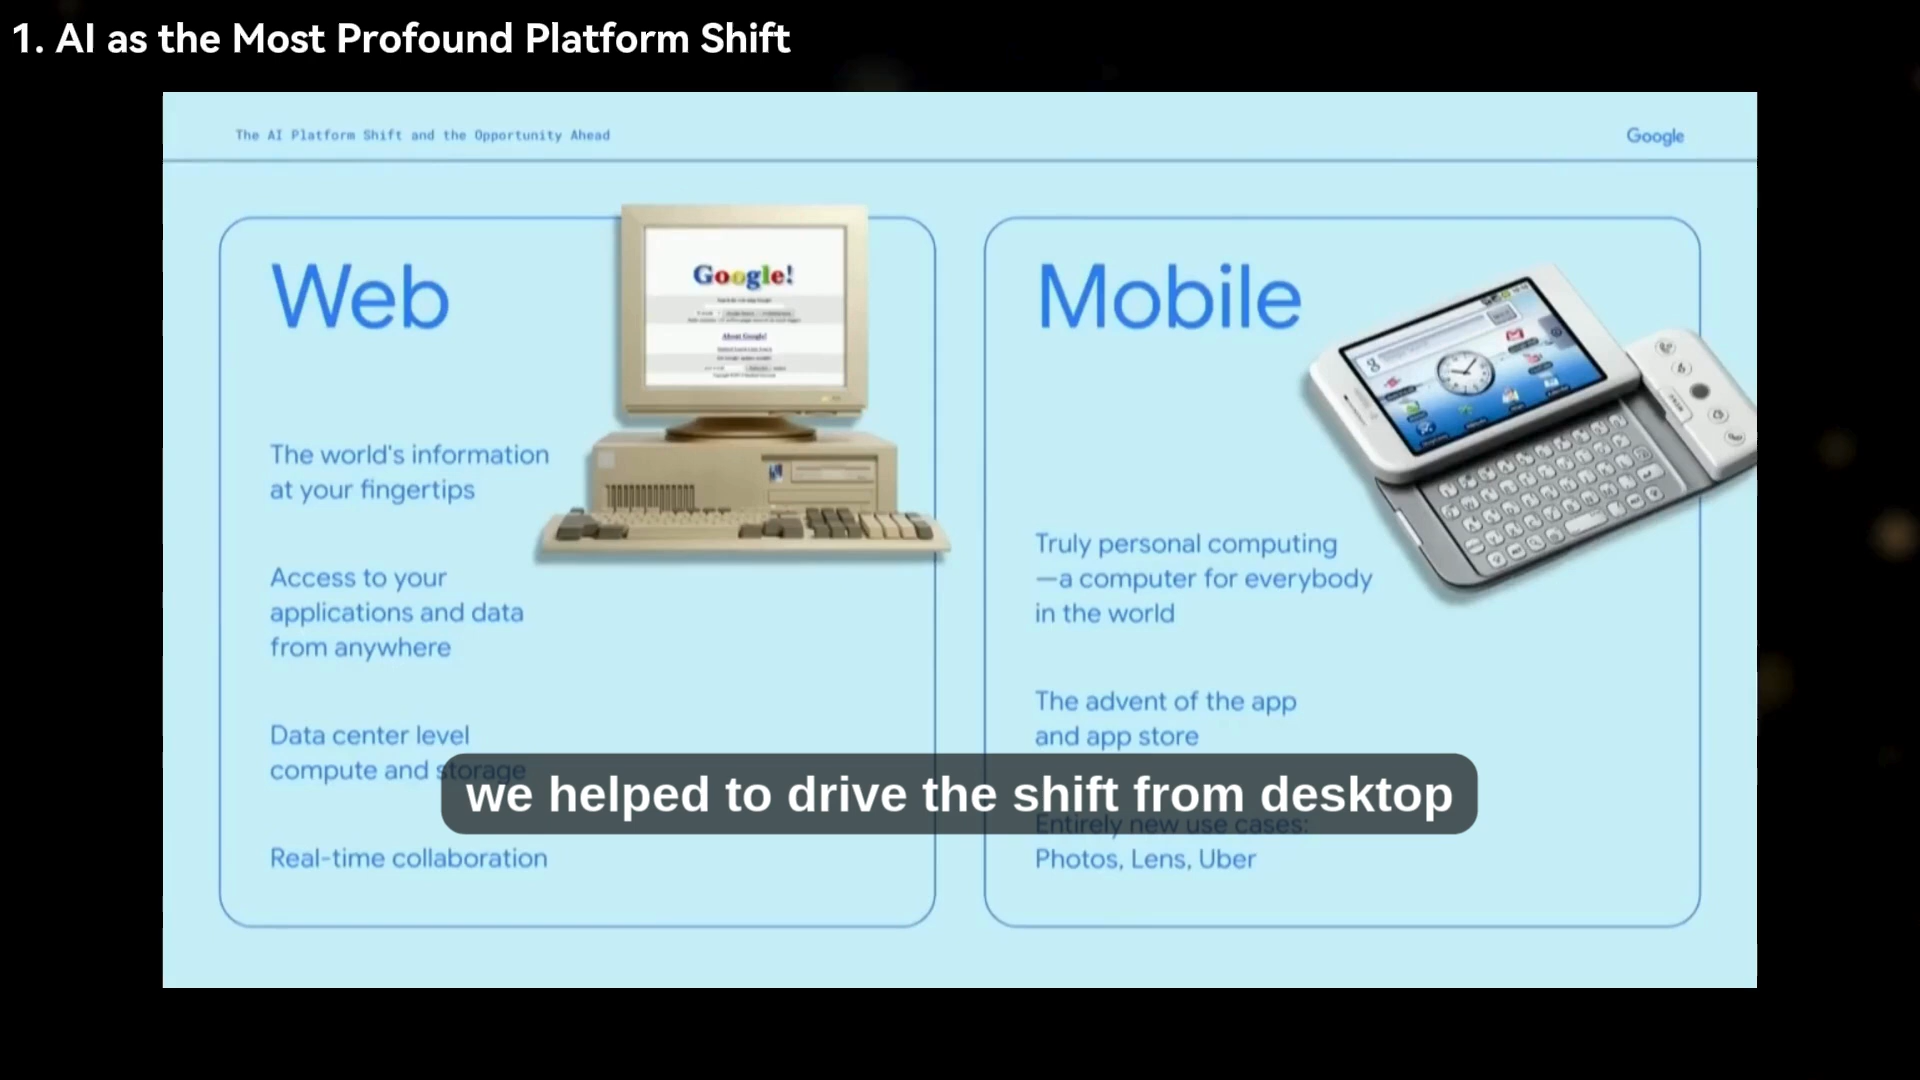 1. AI as the Most Profound Platform Shift
The AI Platform Shift and the Opportunity Ahead
Google
Web
Google!
About Google!
The world's information
at your fingertips
Access to your
applications and data
from anywhere
Data center level
compute and storage
Real-time collaboration
Mobile
Truly personal computing
—a computer for everybody
in the world
The advent of the app
and app store
Entirely new use cases:
Photos, Lens, Uber
we helped to drive the shift from desktop